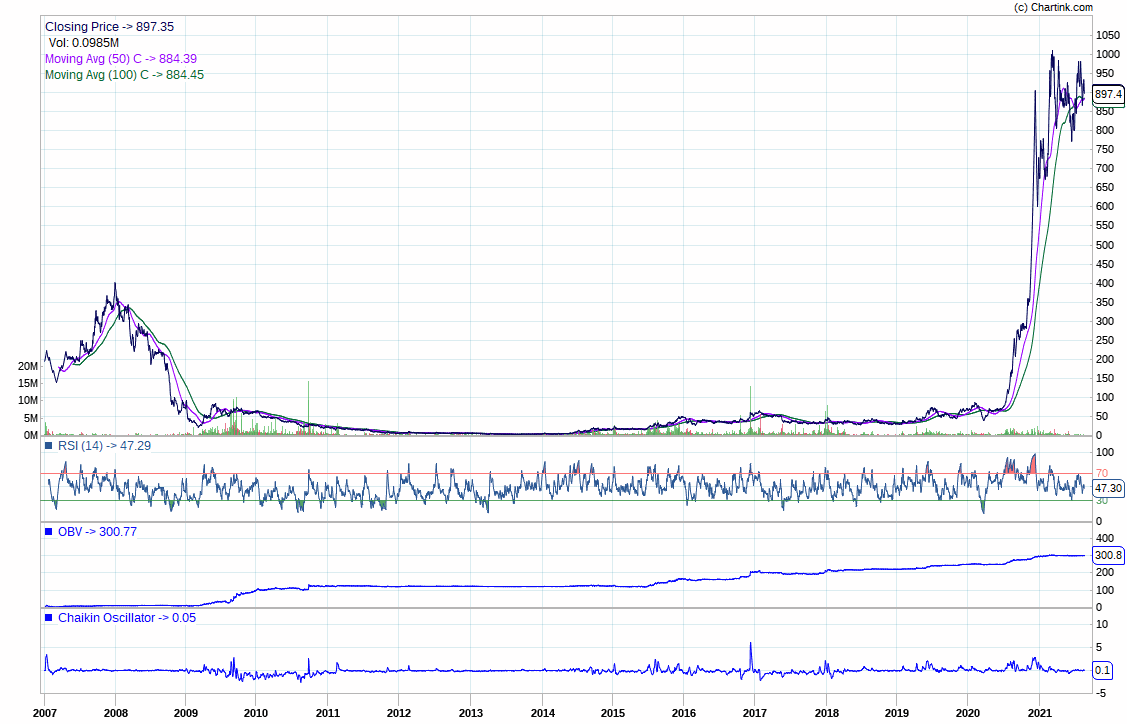 (c) Chartink.com
Closing Price -> 897.35
Vol: 0.0985M
Moving Avg (50) C -> 884.39
Moving Avg (100) C -> 884.45
1050
1000
950
897.4
850
800
750
700
650
600
550
500
450
400
350
300
250
200
150
100
50
0
20M
15M
10M
5M
0M
RSI (14) -> 47.29
100
70
47.30
30
0
OBV -> 300.77
400
300.8
200
100
0
Chaikin Oscillator -> 0.05
10
5
0.1
-5
2007 2008 2009 2010 2011 2012 2013 2014 2015 2016 2017 2018 2019 2020 2021